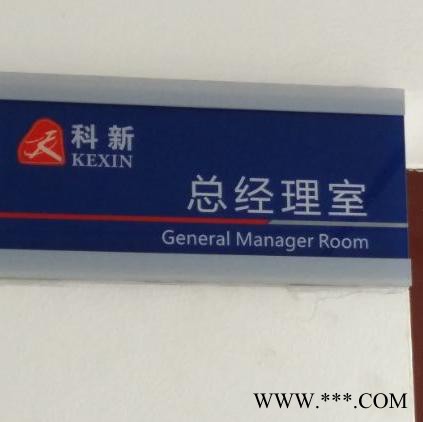 科新
KEXIN
总经理室
General Manager Room
WWW.***.COM